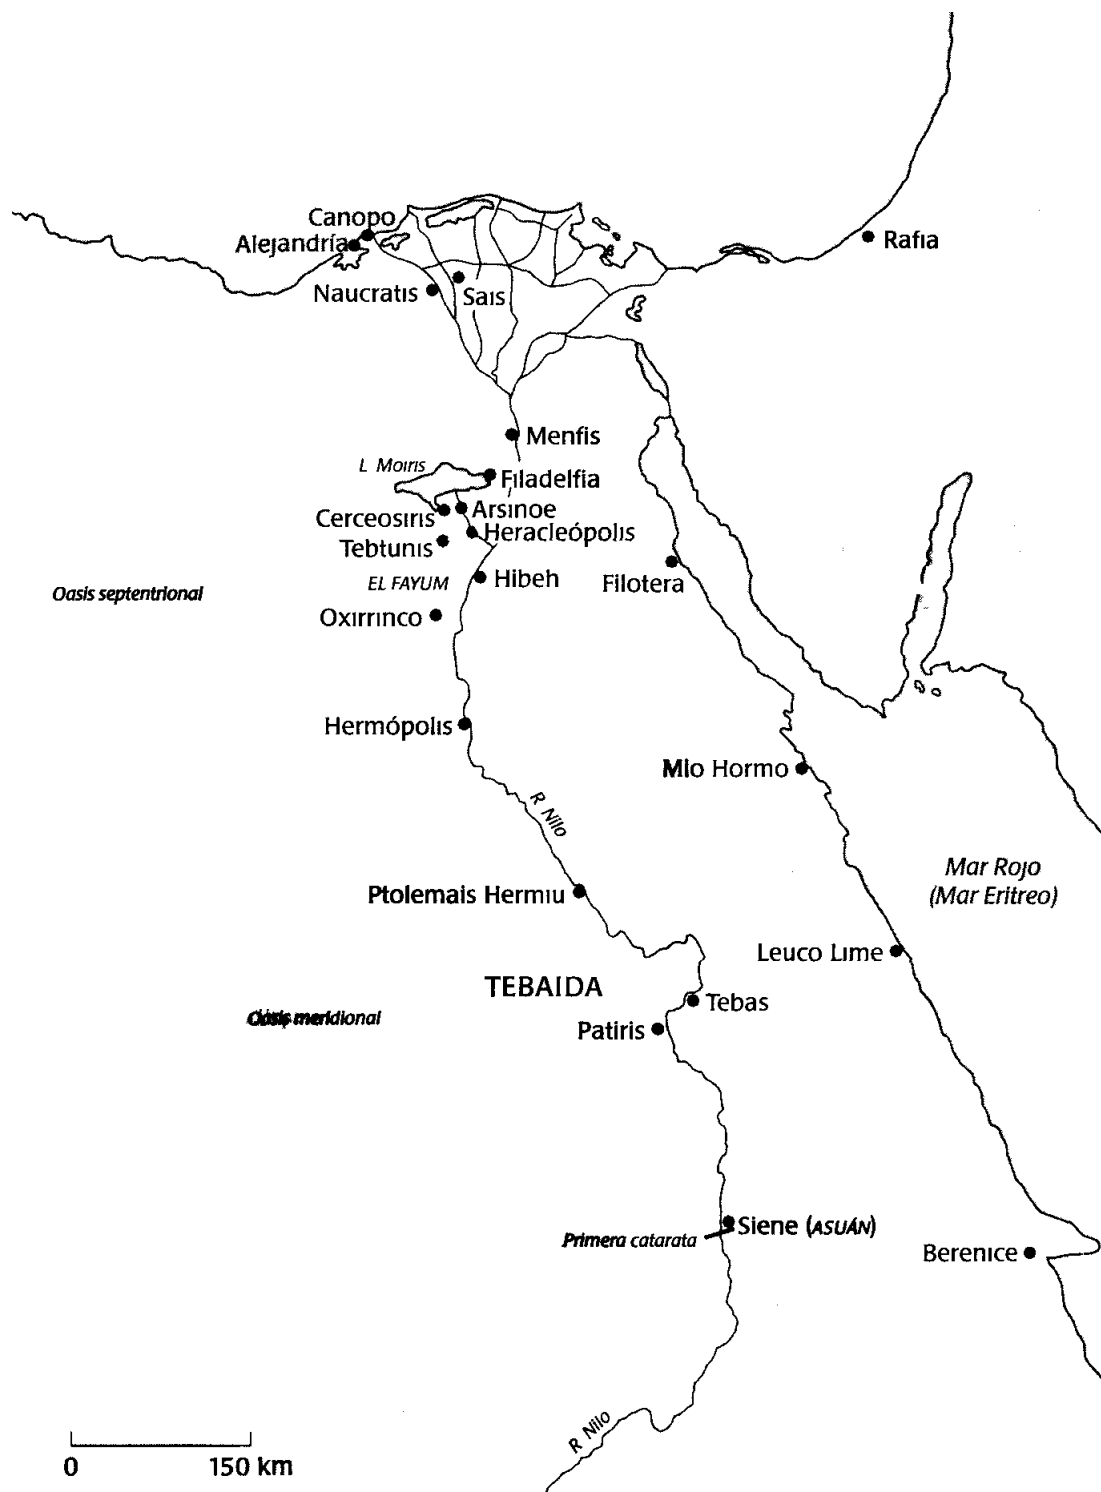 Canopo
Alejandría
Rafia
Naucratis
Sais
Menfis
L Moiris
Filadelfia
Arsinoe
Cerceosiris
Heracleópolis
Tebtunis
EL FAYUM
Hibeh
Filotera
Oasis septentrional
Oxirrinco
Hermópolis
Mio Hormo
R Nilo
Mar Rojo
(Mar Eritreo)
Ptolemais Hermiu
Leuco Lime
TEBAIDA
Tebas
Oasis meridional
Patiris
Siene (ASUÁN)
Primera catarata
Berenice
R Nilo
0 150 km